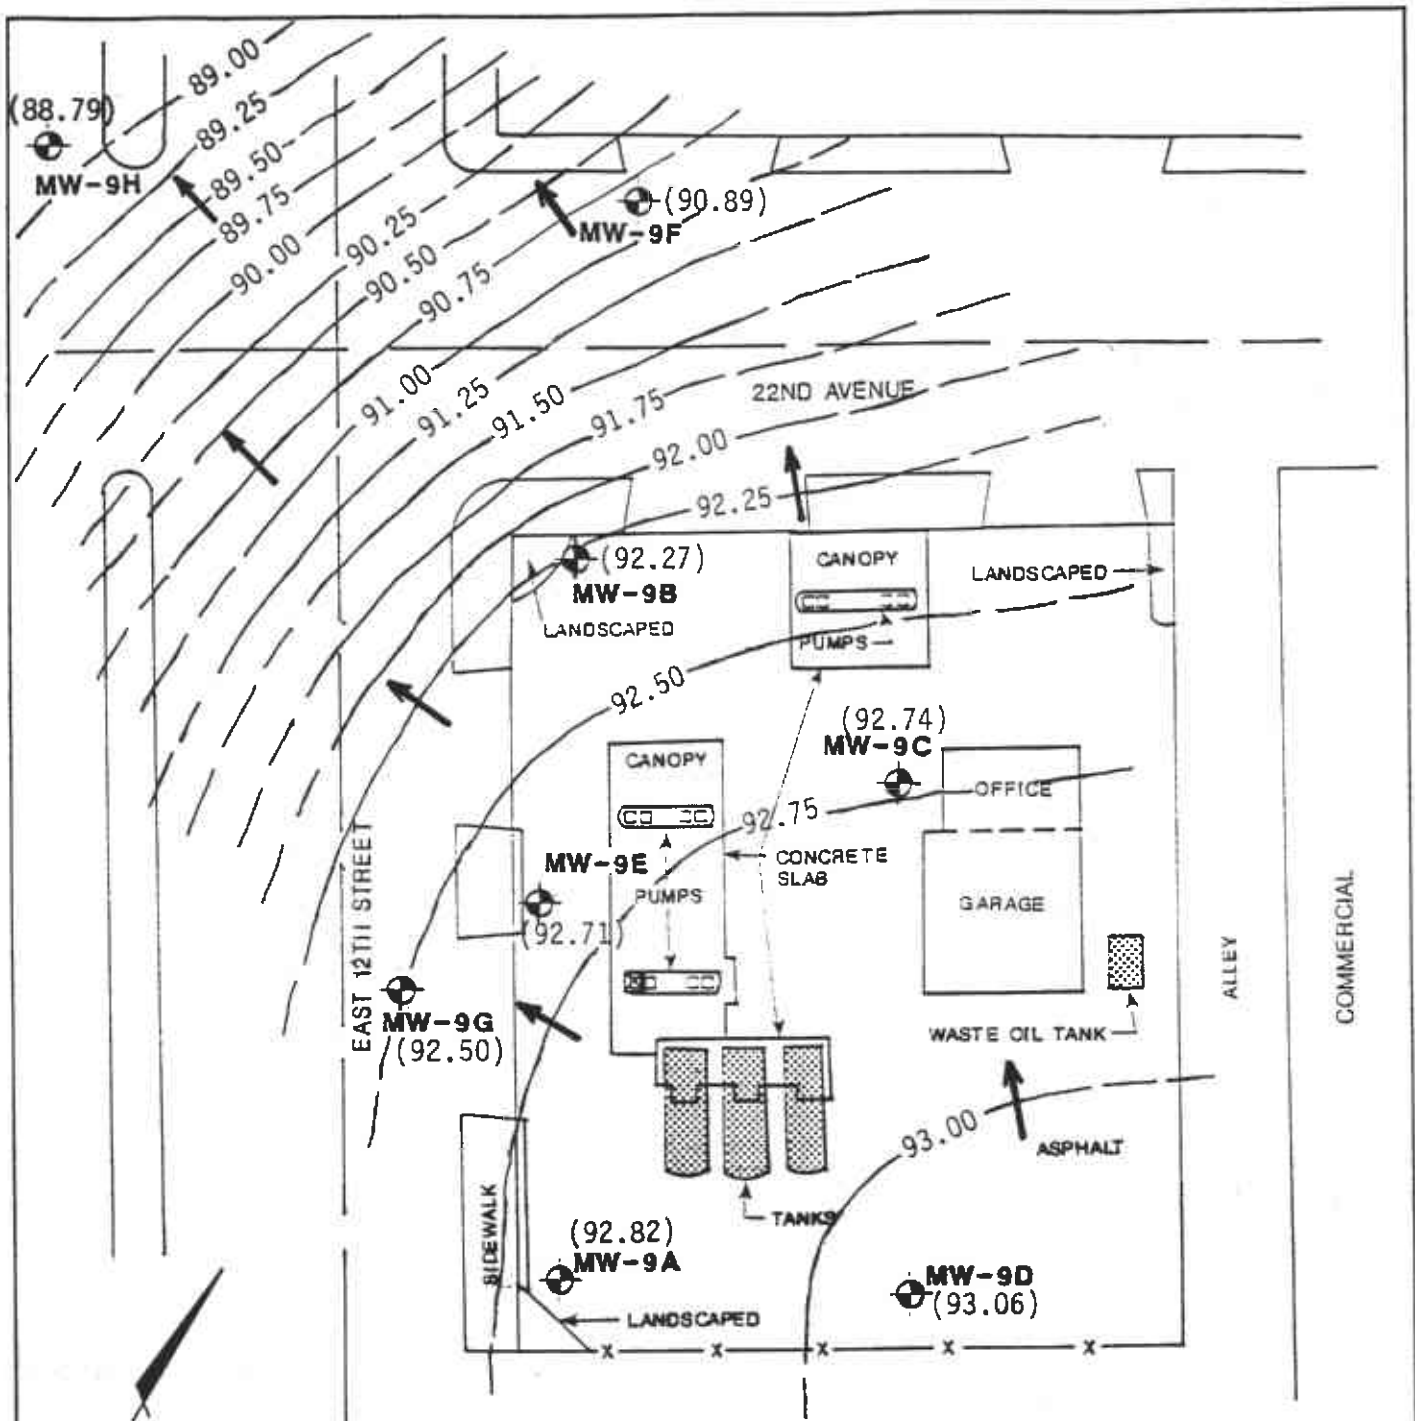 89.00
(88.79)
89.25
MW-9H
89.50
89.75
(90.89)
MW-9F
90.00
90.25
90.50
90.75
91.00
91.25
91.50
91.75
22ND AVENUE
92.00
92.25
(92.27)
MW-9B
CANOPY
LANDSCAPED
LANDSCAPED
PUMPS
92.50
(92.74)
MW-9C
CANOPY
OFFICE
92.75
MW-9E
CONCRETE
SLAB
PUMPS
GARAGE
(92.71)
EAST 12TH STREET
ALLEY
COMMERCIAL
MW-9G
(92.50)
WASTE OIL TANK
93.00
ASPHALT
TANKS
SIDEWALK
(92.82)
MW-9A
MW-9D
(93.06)
LANDSCAPED
x x x x x